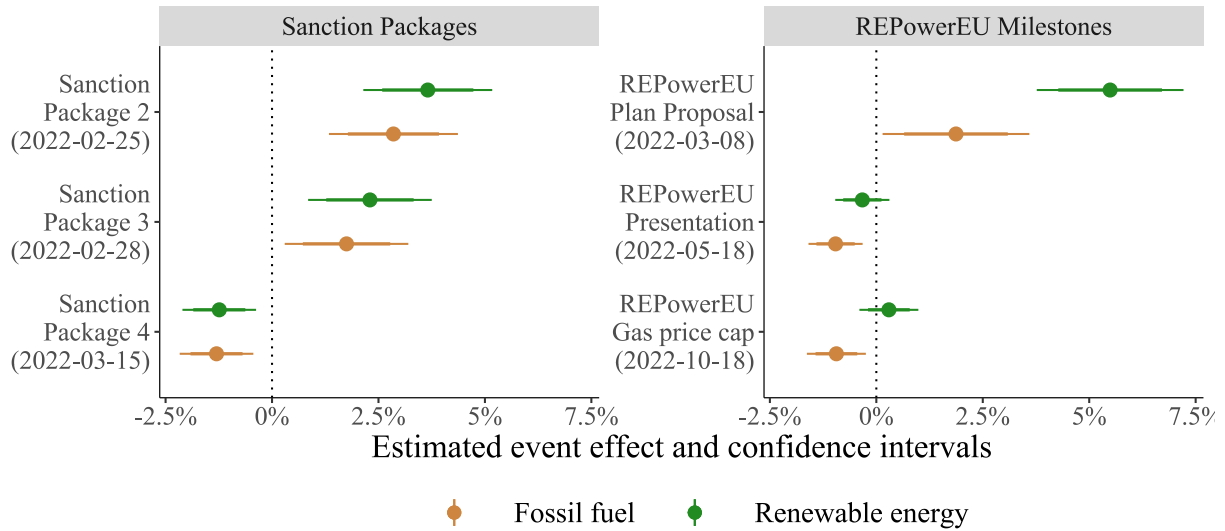 Sanction Packages
Sanction
Package 2
(2022-02-25)
Sanction
Package 3
(2022-02-28)
Sanction
Package 4
(2022-03-15)
-2.5%
0%
2.5%
5%
7.5%
REPowerEU Milestones
REPowerEU
Plan Proposal
(2022-03-08)
REPowerEU
Presentation
(2022-05-18)
REPowerEU
Gas price cap
(2022-10-18)
-2.5%
0%
2.5%
5%
7.5%
Estimated event effect and confidence intervals
Fossil fuel
Renewable energy